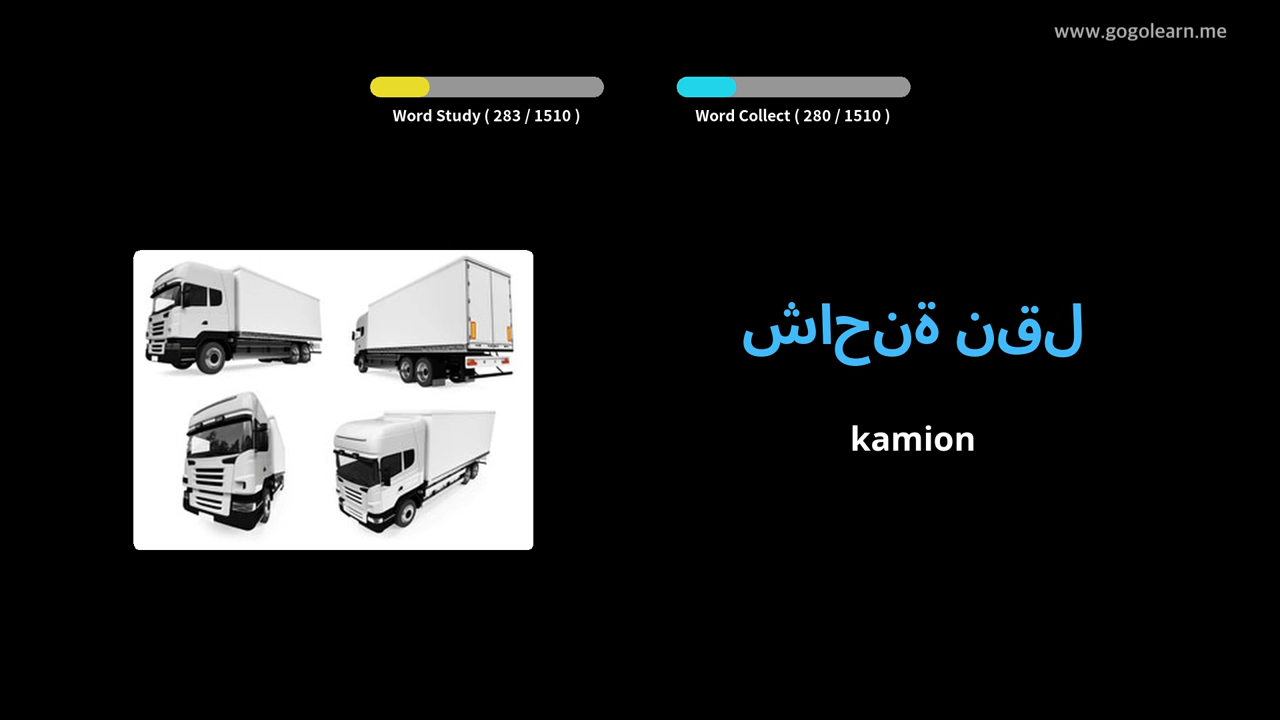 www.gogolearn.me
Word Study ( 283 / 1510 )
Word Collect ( 280 / 1510 )
شاحنة نقل
kamion